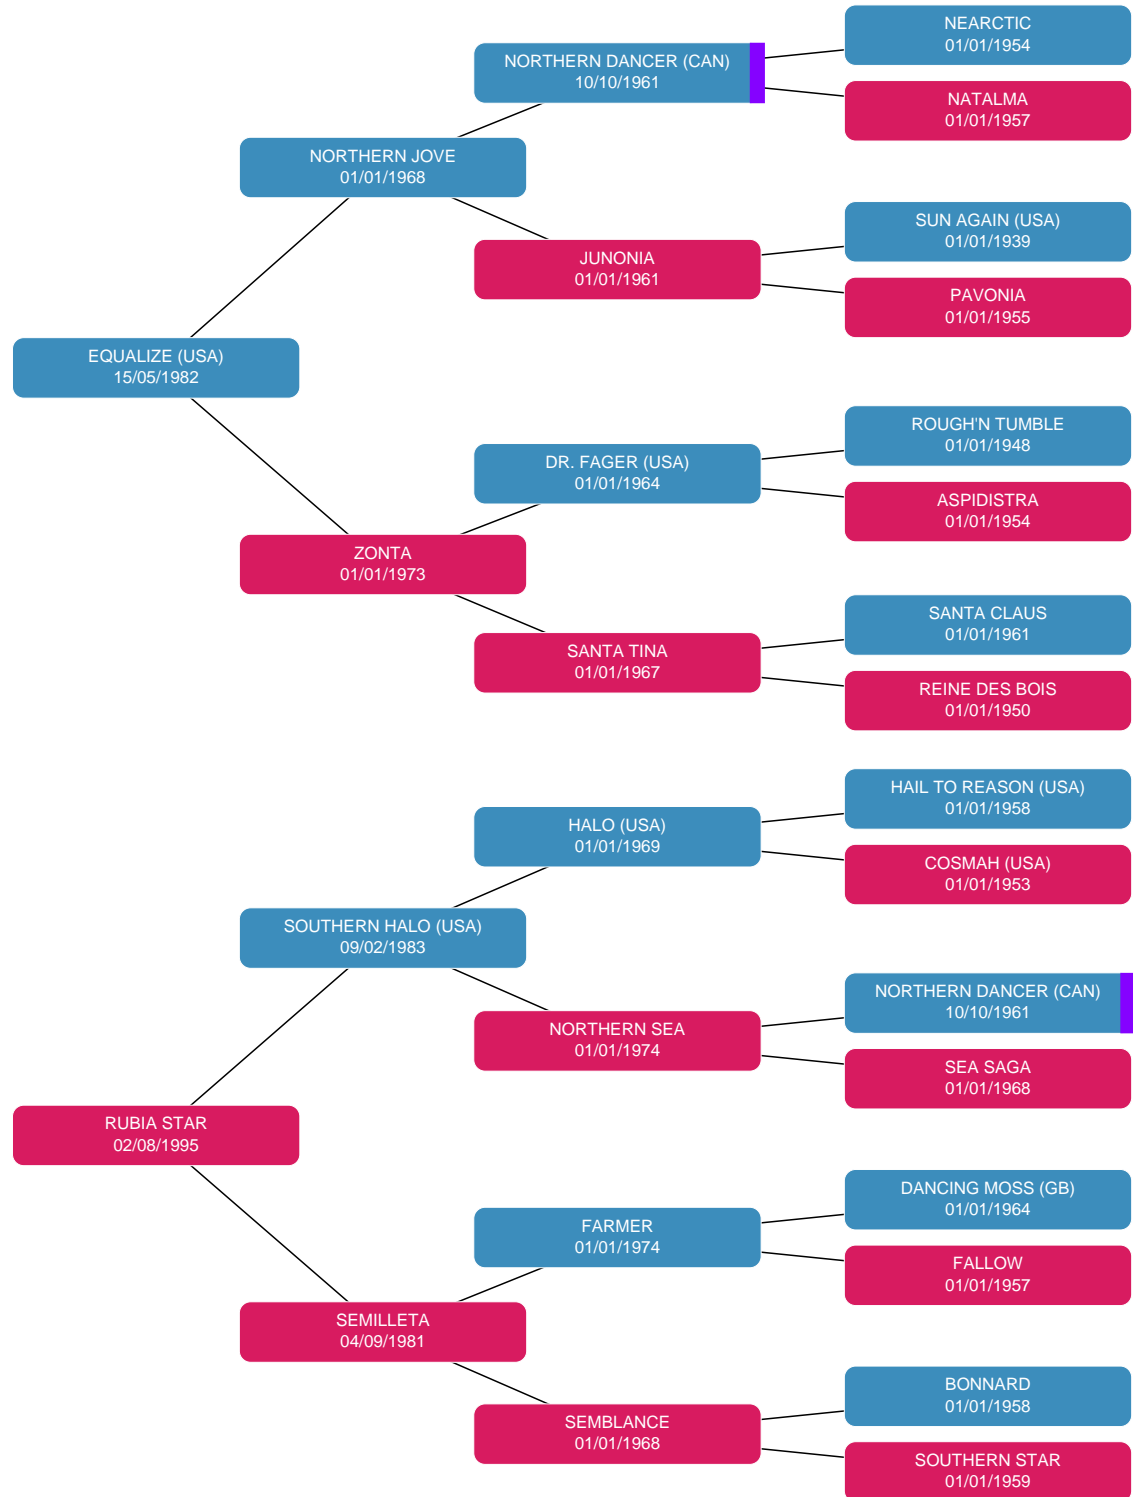 NEARCTIC
01/01/1954
NORTHERN DANCER (CAN)
10/10/1961
NATALMA
01/01/1957
NORTHERN JOVE
01/01/1968
SUN AGAIN (USA)
01/01/1939
JUNONIA
01/01/1961
PAVONIA
01/01/1955
EQUALIZE (USA)
15/05/1982
ROUGH'N TUMBLE
01/01/1948
DR. FAGER (USA)
01/01/1964
ASPIDISTRA
01/01/1954
ZONTA
01/01/1973
SANTA CLAUS
01/01/1961
SANTA TINA
01/01/1967
REINE DES BOIS
01/01/1950
HAIL TO REASON (USA)
01/01/1958
HALO (USA)
01/01/1969
COSMAH (USA)
01/01/1953
SOUTHERN HALO (USA)
09/02/1983
NORTHERN DANCER (CAN)
10/10/1961
NORTHERN SEA
01/01/1974
SEA SAGA
01/01/1968
RUBIA STAR
02/08/1995
DANCING MOSS (GB)
01/01/1964
FARMER
01/01/1974
FALLOW
01/01/1957
SEMILLETA
04/09/1981
BONNARD
01/01/1958
SEMBLANCE
01/01/1968
SOUTHERN STAR
01/01/1959